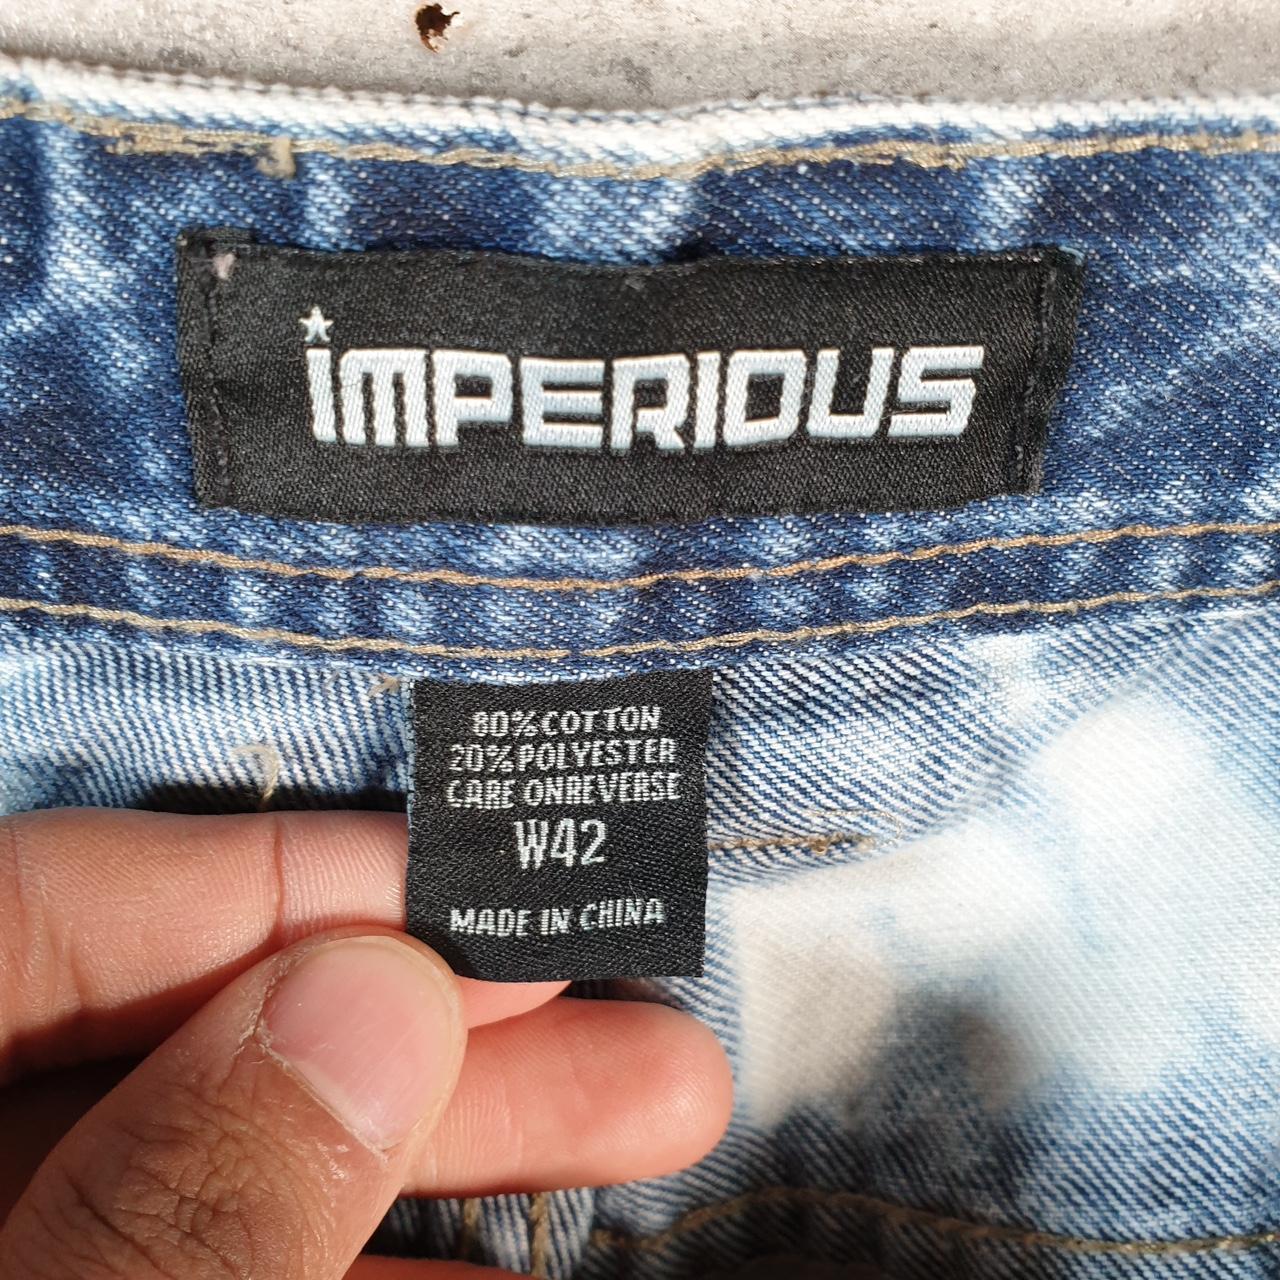 iMPERIOUS
80%COTTON
20%POLYESTER
CARE ONREVERSE
W42
MADE IN CHINA